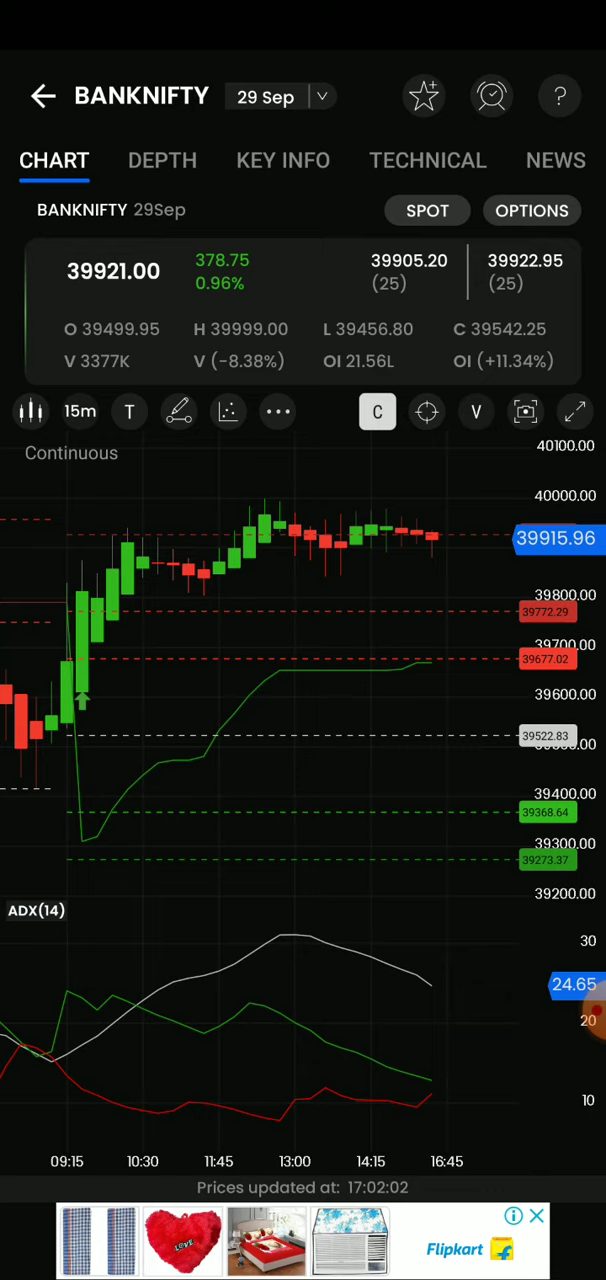 BANKNIFTY 29 Sep
?
CHART DEPTH KEY INFO TECHNICAL NEWS
BANKNIFTY 29Sep SPOT OPTIONS
39921.00 378.75 0.96% 39905.20 (25) 39922.95 (25)
O 39499.95 H 39999.00 L 39456.80 C 39542.25
V 3377K V (-8.38%) OI 21.56L OI (+11.34%)
15m T C V
Continuous
40100.00
40000.00
39915.96
39800.00
39772.29
39700.00
39677.02
39600.00
39522.83
39400.00
39368.64
39300.00
39273.37
39200.00
ADX(14)
30
24.65
20
10
09:15 10:30 11:45 13:00 14:15 16:45
Prices updated at: 17:02:02
LOVE
Flipkart